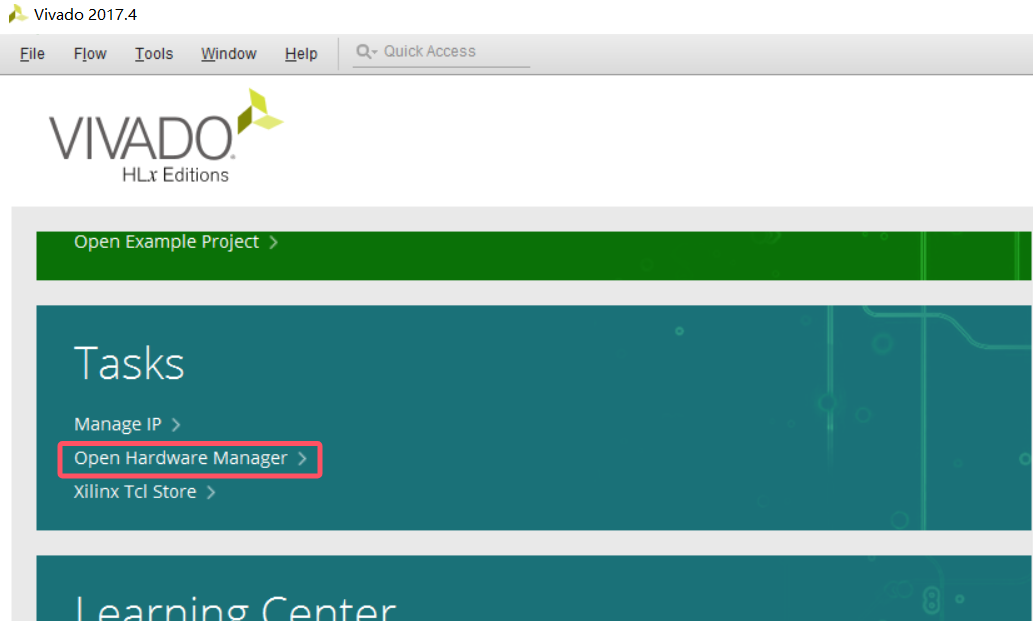 Vivado 2017.4
File Flow Tools Window Help Quick Access
VIVADO
HLx Editions
Open Example Project
Tasks
Manage IP
Open Hardware Manager
Xilinx Tcl Store
Learning Center